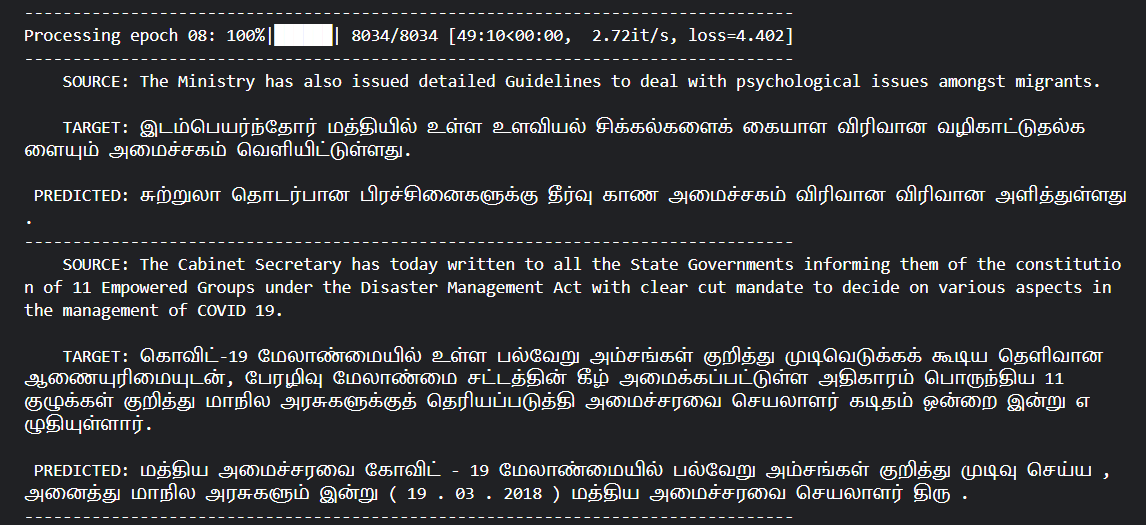 --------------------------------------------------------------------------------
Processing epoch 08: 100%|██████| 8034/8034 [49:10<00:00,  2.72it/s, loss=4.402]
--------------------------------------------------------------------------------
SOURCE: The Ministry has also issued detailed Guidelines to deal with psychological issues amongst migrants.
TARGET: இடம்பெயர்ந்தோர் மத்தியில் உள்ள உளவியல் சிக்கல்களைக் கையாள விரிவான வழிகாட்டுதல்க
ளையும் அமைச்சகம் வெளியிட்டுள்ளது.
PREDICTED: சுற்றுலா தொடர்பான பிரச்சினைகளுக்கு தீர்வு காண அமைச்சகம் விரிவான விரிவான அளித்துள்ளது
.
--------------------------------------------------------------------------------
SOURCE: The Cabinet Secretary has today written to all the State Governments informing them of the constitutio
n of 11 Empowered Groups under the Disaster Management Act with clear cut mandate to decide on various aspects in
the management of COVID 19.
TARGET: கொவிட்-19 மேலாண்மையில் உள்ள பல்வேறு அம்சங்கள் குறித்து முடிவெடுக்கக் கூடிய தெளிவான
ஆணையுரிமையுடன், பேரழிவு மேலாண்மை சட்டத்தின் கீழ் அமைக்கப்பட்டுள்ள அதிகாரம் பொருந்திய 11
குழுக்கள் குறித்து மாநில அரசுகளுக்குத் தெரியப்படுத்தி அமைச்சரவை செயலாளர் கடிதம் ஒன்றை இன்று எ
ழுதியுள்ளார்.
PREDICTED: மத்திய அமைச்சரவை கோவிட் - 19 மேலாண்மையில் பல்வேறு அம்சங்கள் குறித்து முடிவு செய்ய ,
அனைத்து மாநில அரசுகளும் இன்று ( 19 . 03 . 2018 ) மத்திய அமைச்சரவை செயலாளர் திரு .
--------------------------------------------------------------------------------